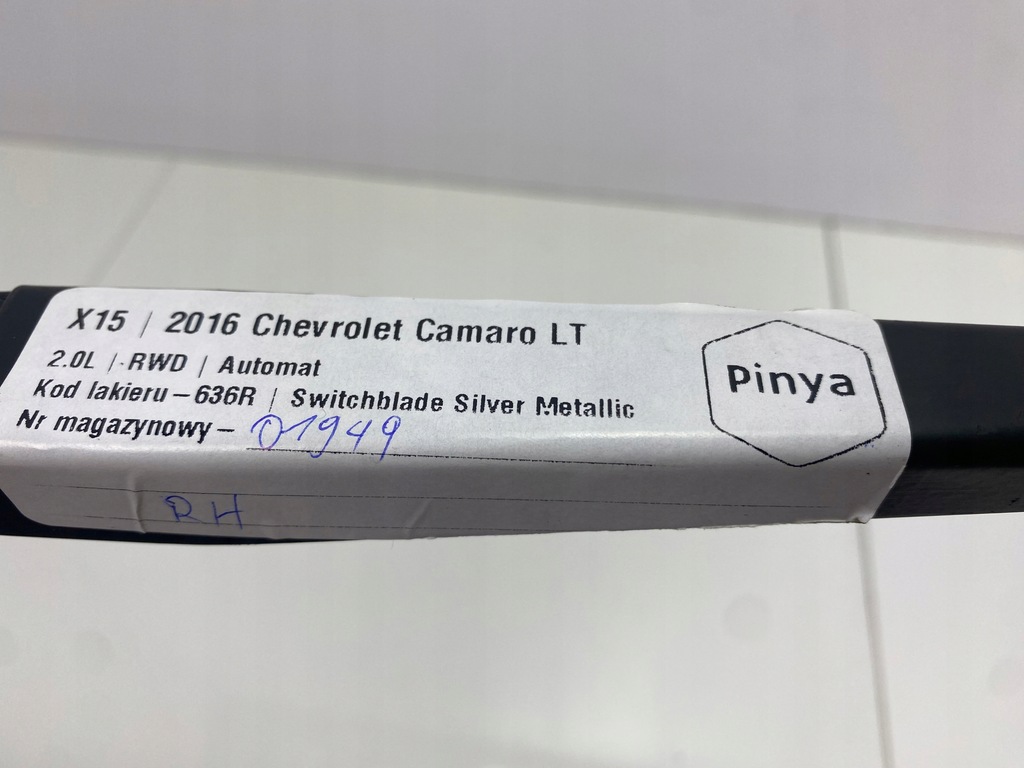 X15 / 2016 Chevrolet Camaro LT
2.0L / RWD / Automat
Kod lakieru – 636R / Switchblade Silver Metallic
Nr magazynowy – 01949
RH
Pinya